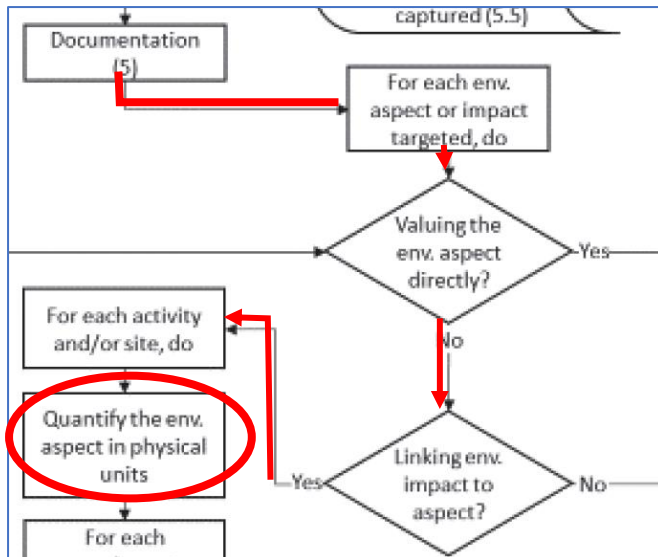 captured (5.5)
Documentation
(5)
For each env.
aspect or impact
targeted, do
Valuing the
env. aspect
directly?
Yes
For each activity
and/or site, do
No
Quantify the env.
aspect in physical
units
Linking env.
impact to
aspect?
Yes
No
For each